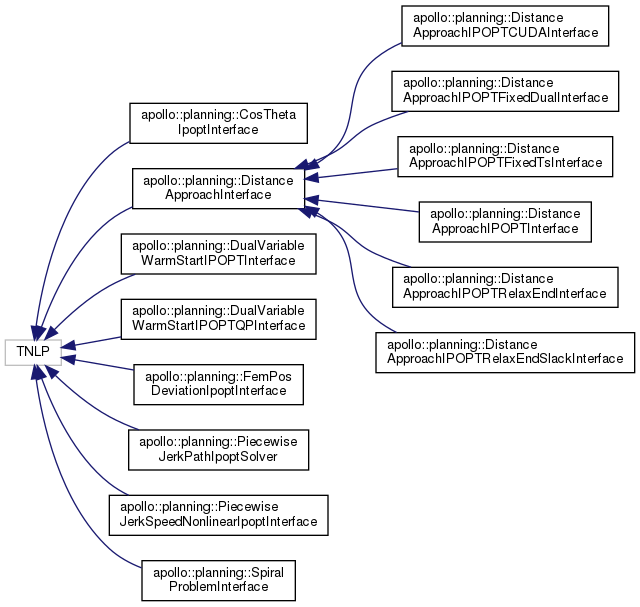 TNLP
apollo::planning::CosTheta
IpoptInterface
apollo::planning::Distance
ApproachInterface
apollo::planning::DualVariable
WarmStartIPOPTInterface
apollo::planning::DualVariable
WarmStartIPOPTQPInterface
apollo::planning::FemPos
DeviationIpoptInterface
apollo::planning::Piecewise
JerkPathIpoptSolver
apollo::planning::Piecewise
JerkSpeedNonlinearIpoptInterface
apollo::planning::Spiral
ProblemInterface
apollo::planning::Distance
ApproachIPOPTCUDAInterface
apollo::planning::Distance
ApproachIPOPTFixedDualInterface
apollo::planning::Distance
ApproachIPOPTFixedTsInterface
apollo::planning::Distance
ApproachIPOPTInterface
apollo::planning::Distance
ApproachIPOPTRelaxEndInterface
apollo::planning::Distance
ApproachIPOPTRelaxEndSlackInterface